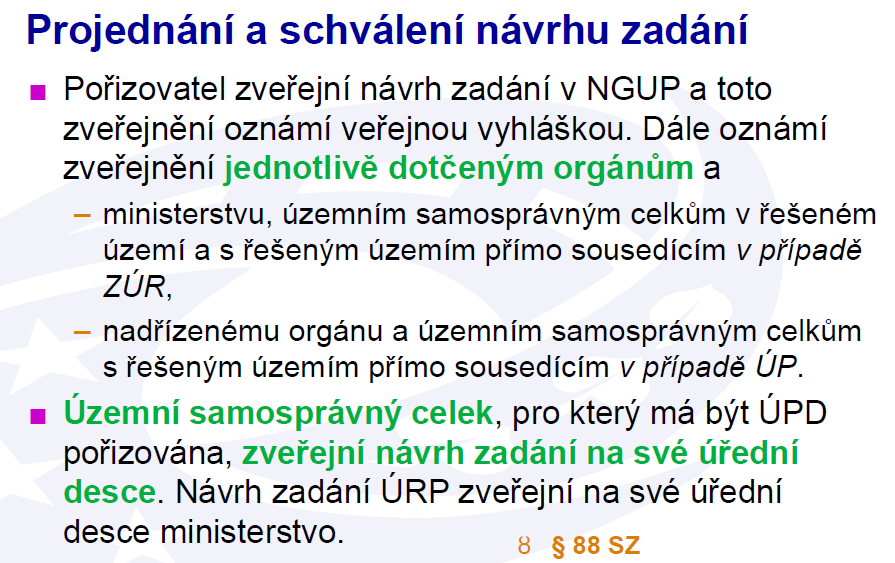 Projednání a schválení návrhu zadání
■ Pořizovatel zveřejní návrh zadání v NGUP a toto
zveřejnění oznámí veřejnou vyhláškou. Dále oznámí
zveřejnění jednotlivě dotčeným orgánům a
– ministerstvu, územním samosprávným celkům v řešeném
území a s řešeným územím přímo sousedícím v případě
ZÚR,
– nadřízenému orgánu a územním samosprávným celkům
s řešeným územím přímo sousedícím v případě ÚP.
■ Územní samosprávný celek, pro který má být ÚPD
pořizována, zveřejní návrh zadání na své úřední
desce. Návrh zadání ÚRP zveřejní na své úřední
desce ministerstvo.
8 § 88 SZ